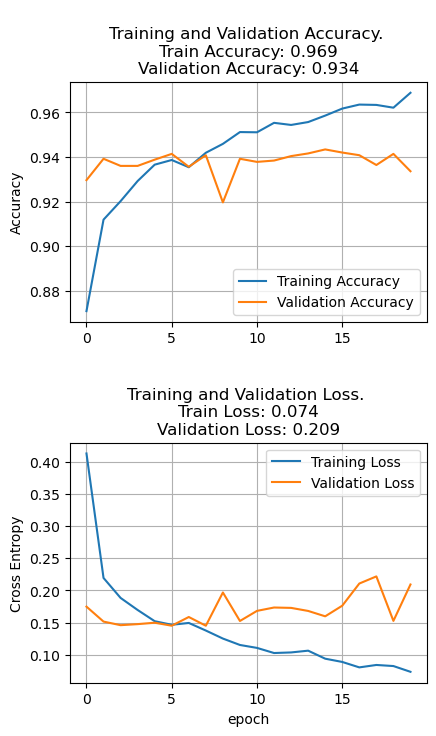 Training and Validation Accuracy.
Train Accuracy: 0.969
Validation Accuracy: 0.934
Accuracy
0.96
0.94
0.92
0.90
0.88
Training Accuracy
Validation Accuracy
0 5 10 15
Training and Validation Loss.
Train Loss: 0.074
Validation Loss: 0.209
Cross Entropy
0.40
0.35
0.30
0.25
0.20
0.15
0.10
Training Loss
Validation Loss
0 5 10 15
epoch